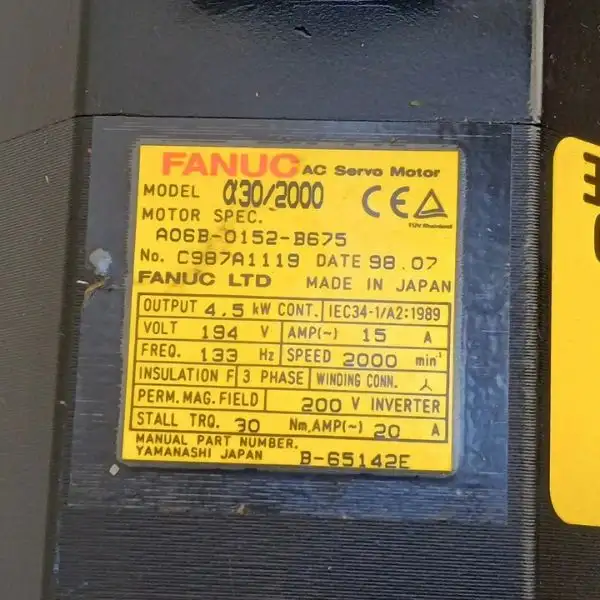 FANUC AC Servo Motor
MODEL α30/2000
CE TÜV Rheinland
MOTOR SPEC.
A06B-0152-B675
No. C987A1119 DATE 98.07
FANUC LTD MADE IN JAPAN
OUTPUT 4.5 kW CONT. IEC34-1/A2:1989
VOLT 194 V AMP(~) 15 A
FREQ. 133 Hz SPEED 2000 min⁻¹
INSULATION F 3 PHASE WINDING CONN.
PERM.MAG.FIELD 200 V INVERTER
STALL TRQ. 30 Nm,AMP(~) 20 A
MANUAL PART NUMBER.
YAMANASHI JAPAN B-65142E